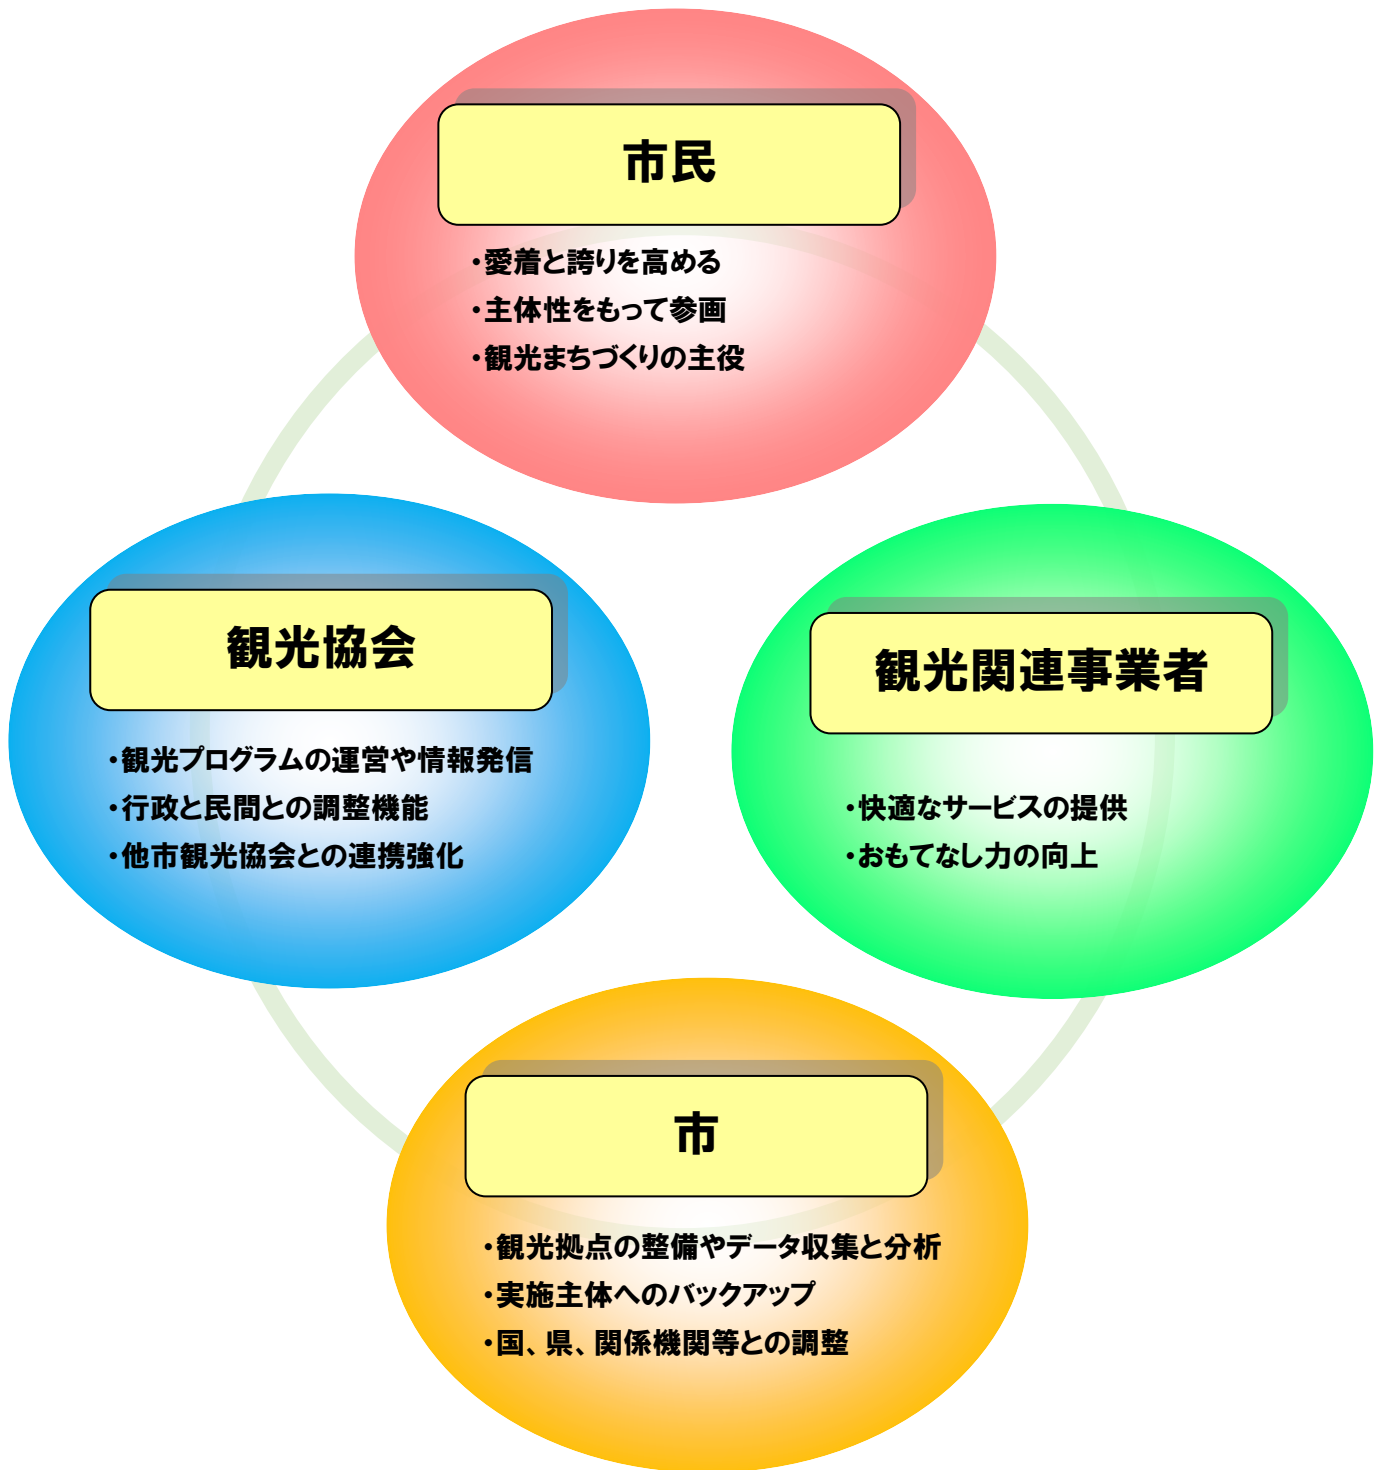 市民
・愛着と誇りを高める
・主体性をもって参画
・観光まちづくりの主役
観光協会
・観光プログラムの運営や情報発信
・行政と民間との調整機能
・他市観光協会との連携強化
観光関連事業者
・快適なサービスの提供
・おもてなし力の向上
市
・観光拠点の整備やデータ収集と分析
・実施主体へのバックアップ
・国、県、関係機関等との調整